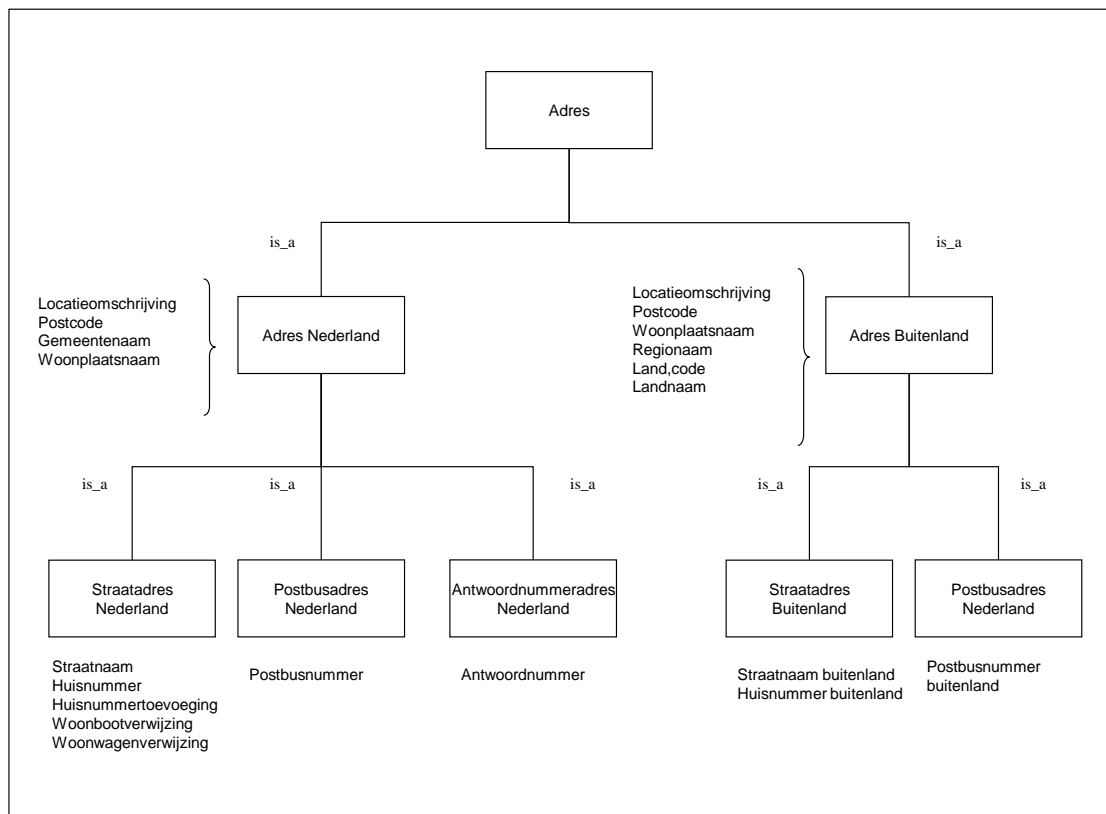 Adres
is_a
is_a
Locatieomschrijving
Postcode
Gemeentenaam
Woonplaatsnaam
Adres Nederland
Locatieomschrijving
Postcode
Woonplaatsnaam
Regionaam
Land,code
Landnaam
Adres Buitenland
is_a
is_a
is_a
is_a
is_a
Straatadres
Nederland
Postbusadres
Nederland
Antwoordnummeradres
Nederland
Straatadres
Buitenland
Postbusadres
Nederland
Straatnaam
Huisnummer
Huisnummertoevoeging
Woonbootverwijzing
Woonwagenverwijzing
Postbusnummer
Antwoordnummer
Straatnaam buitenland
Huisnummer buitenland
Postbusnummer
buitenland